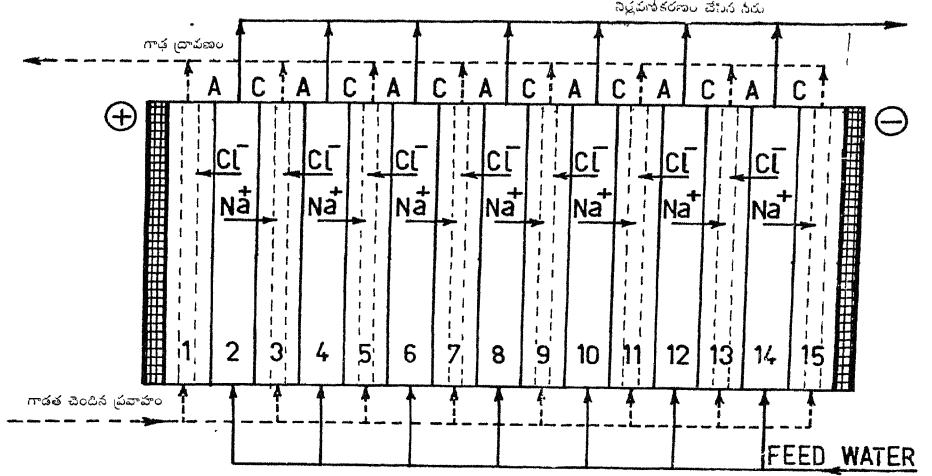 నిర్లవణీకరణం చేసిన నీరు
గాఢ ద్రావణం
A C A C A C A C A C A C A C
+ −
Cl⁻ Cl⁻ Cl⁻ Cl⁻ Cl⁻ Cl⁻ Cl⁻
Na⁺ Na⁺ Na⁺ Na⁺ Na⁺ Na⁺ Na⁺
1 2 3 4 5 6 7 8 9 10 11 12 13 14 15
గాడత చెందిన ప్రవాహం
FEED WATER